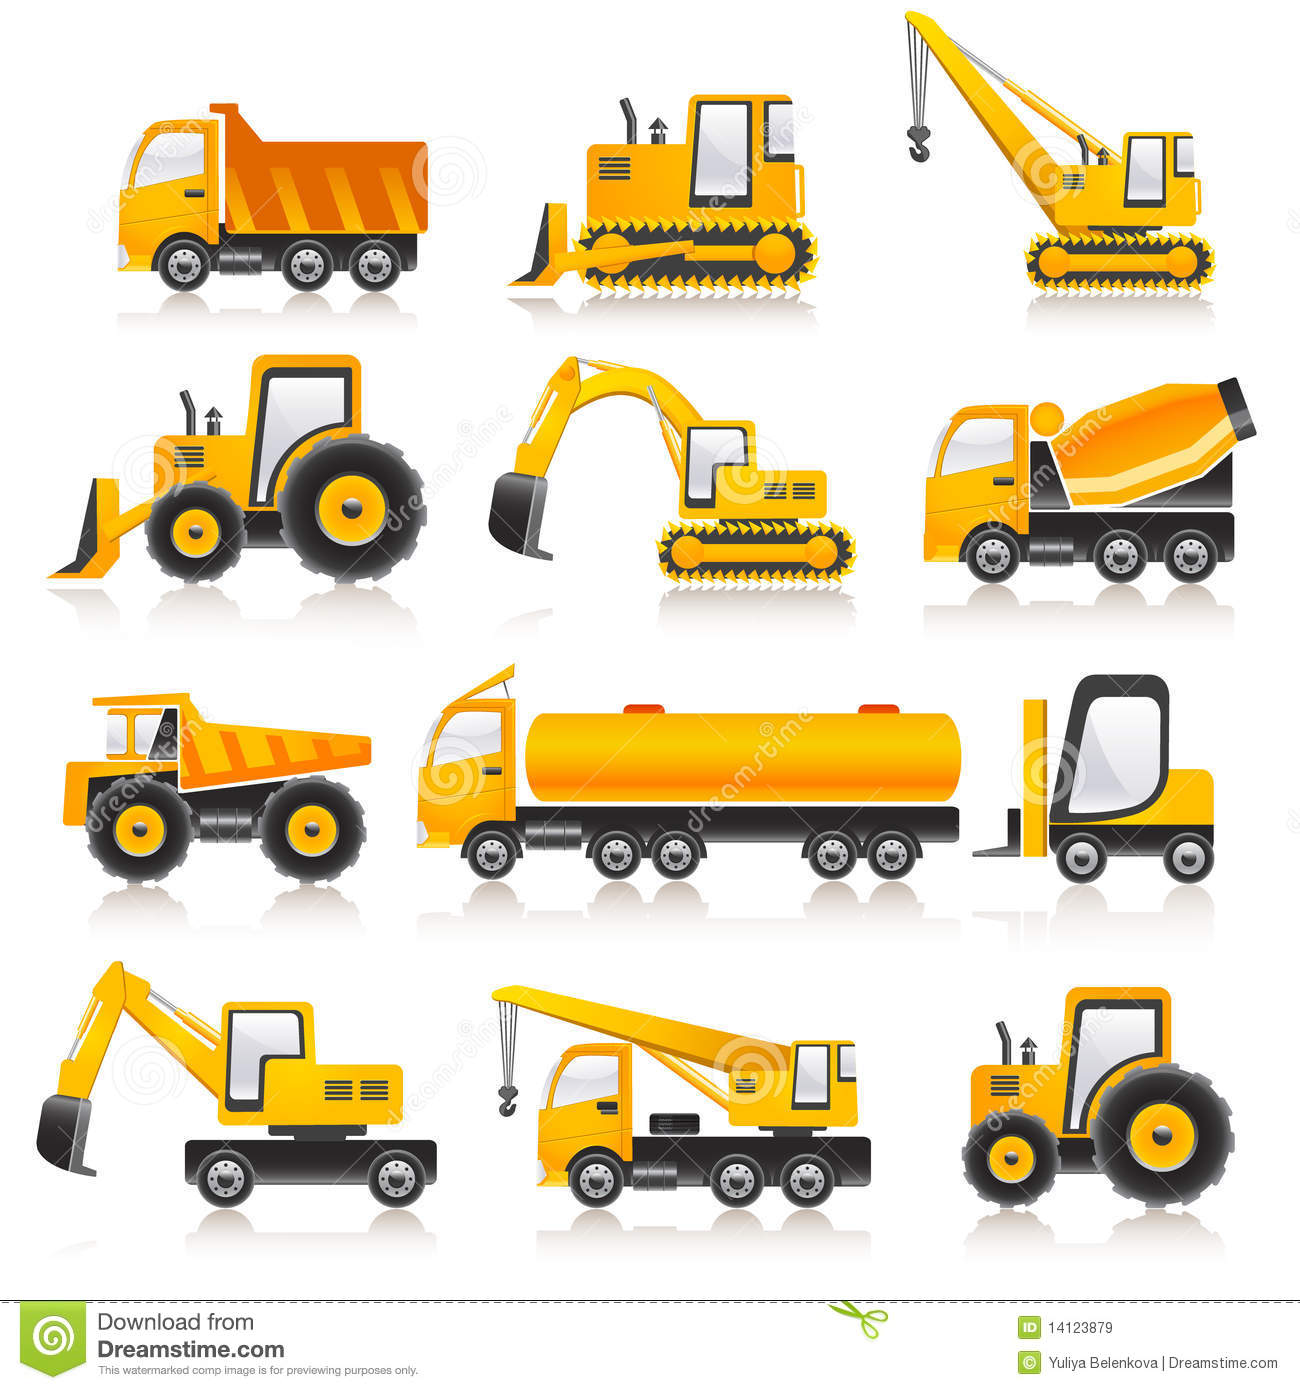 Download from
Dreamstime.com
This watermarked comp image is for previewing purposes only.
ID 14123879
© Yuliya Belenkova | Dreamstime.com
dreamstime